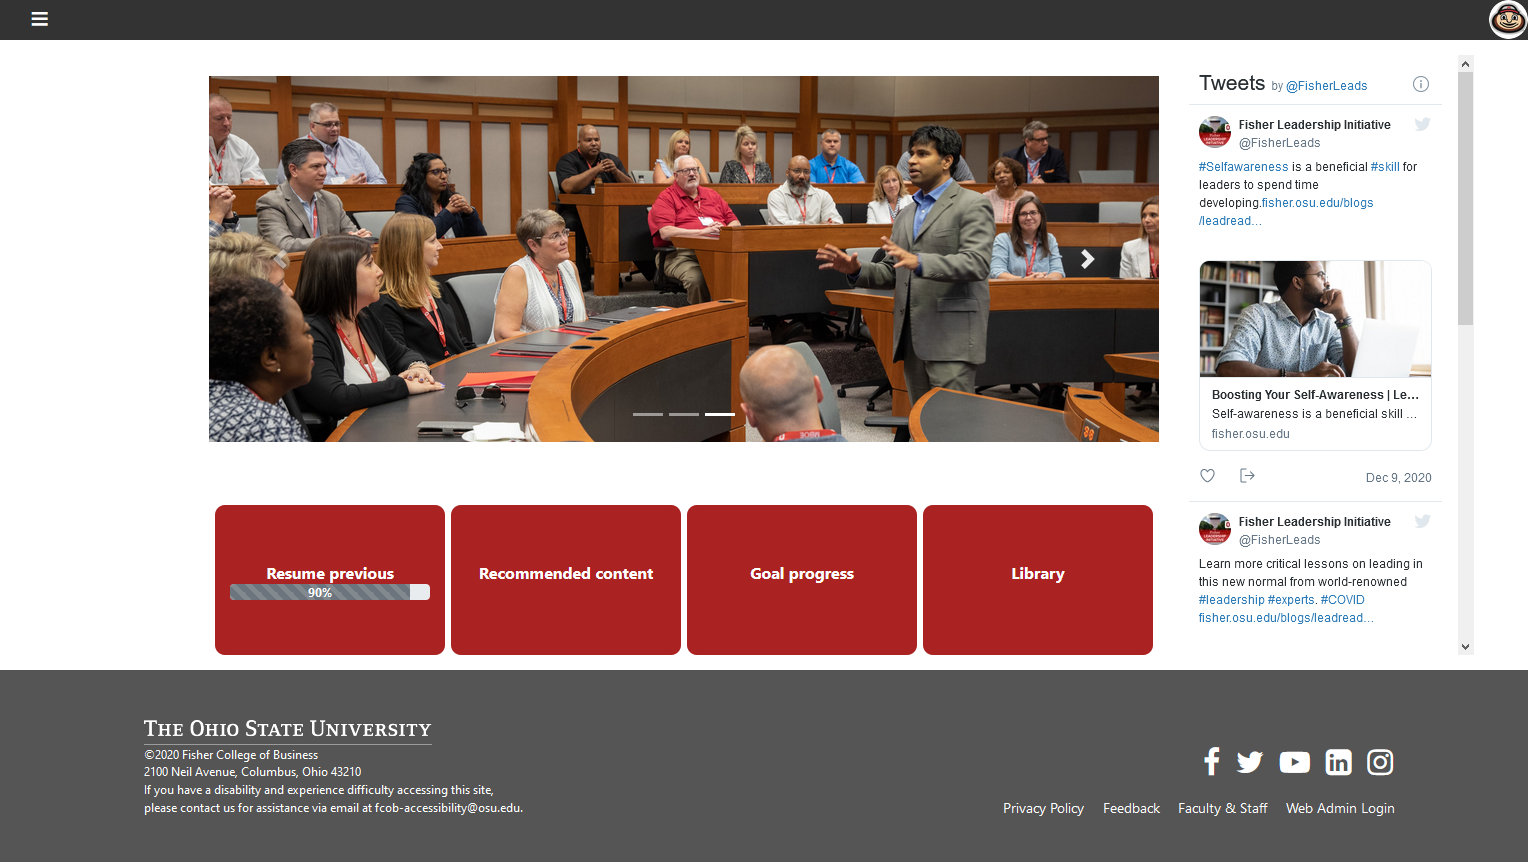 Tweets by @FisherLeads
Fisher Leadership Initiative
@FisherLeads
#Selfawareness is a beneficial #skill for
leaders to spend time
developing.fisher.osu.edu/blogs
/leadread...
Boosting Your Self-Awareness | Le...
Self-awareness is a beneficial skill ...
fisher.osu.edu
Dec 9, 2020
Fisher Leadership Initiative
@FisherLeads
Learn more critical lessons on leading in
this new normal from world-renowned
#leadership #experts. #COVID
fisher.osu.edu/blogs/leadread...
Resume previous
90%
Recommended content
Goal progress
Library
The Ohio State University
©2020 Fisher College of Business
2100 Neil Avenue, Columbus, Ohio 43210
If you have a disability and experience difficulty accessing this site,
please contact us for assistance via email at fcob-accessibility@osu.edu.
Privacy Policy Feedback Faculty & Staff Web Admin Login